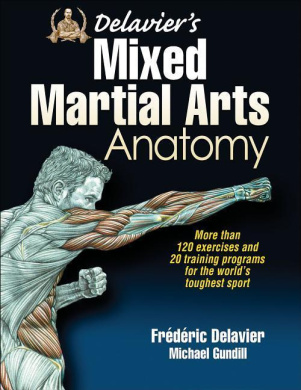 Delavier's
Mixed
Martial Arts
Anatomy
More than
120 exercises and
20 training programs
for the world's
toughest sport
Frédéric Delavier
Michael Gundill